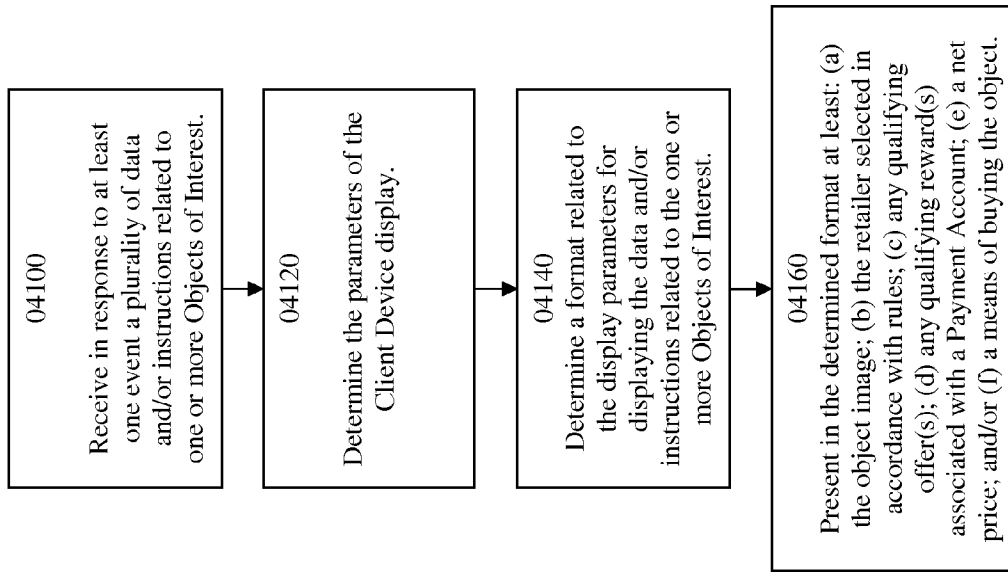 04100
Receive in response to at least
one event a plurality of data
and/or instructions related to
one or more Objects of Interest.
04120
Determine the parameters of the
Client Device display.
04140
Determine a format related to
the display parameters for
displaying the data and/or
instructions related to the one or
more Objects of Interest.
04160
Present in the determined format at least: (a)
the object image; (b) the retailer selected in
accordance with rules; (c) any qualifying
offer(s); (d) any qualifying reward(s)
associated with a Payment Account; (e) a net
price; and/or (f) a means of buying the object.